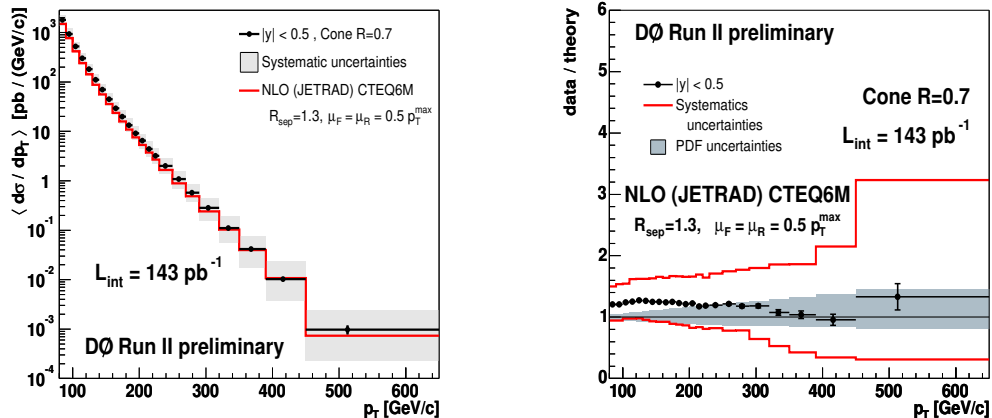 ⟨ dσ / dp_T ⟩ [pb / (GeV/c)]
10^3
10^2
10
1
10^-1
10^-2
10^-3
10^-4
|y| < 0.5 , Cone R=0.7
Systematic uncertainties
NLO (JETRAD) CTEQ6M
R_sep=1.3, μ_F = μ_R = 0.5 p_T^max
L_int = 143 pb^-1
DØ Run II preliminary
100 200 300 400 500 600
p_T [GeV/c]
data / theory
6
5
4
3
2
1
0
DØ Run II preliminary
|y| < 0.5
Systematics
uncertainties
PDF uncertainties
Cone R=0.7
L_int = 143 pb^-1
NLO (JETRAD) CTEQ6M
R_sep=1.3, μ_F = μ_R = 0.5 p_T^max
100 200 300 400 500 600
p_T [GeV/c]